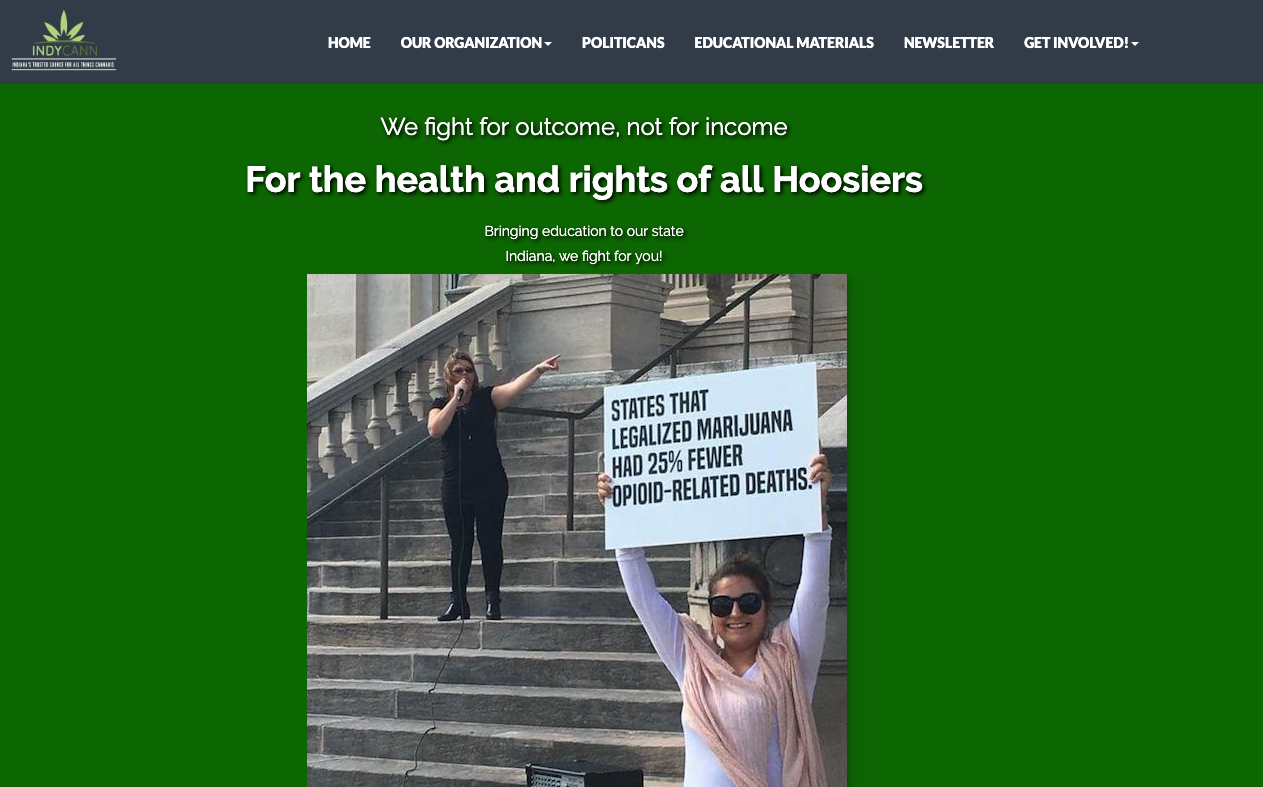 INDYCANN
INDIANA'S TRUSTED SOURCE FOR ALL THINGS CANNABIS
HOME
OUR ORGANIZATION
POLITICANS
EDUCATIONAL MATERIALS
NEWSLETTER
GET INVOLVED!
We fight for outcome, not for income
For the health and rights of all Hoosiers
Bringing education to our state
Indiana, we fight for you!
STATES THAT
LEGALIZED MARIJUANA
HAD 25% FEWER
OPIOID-RELATED DEATHS.